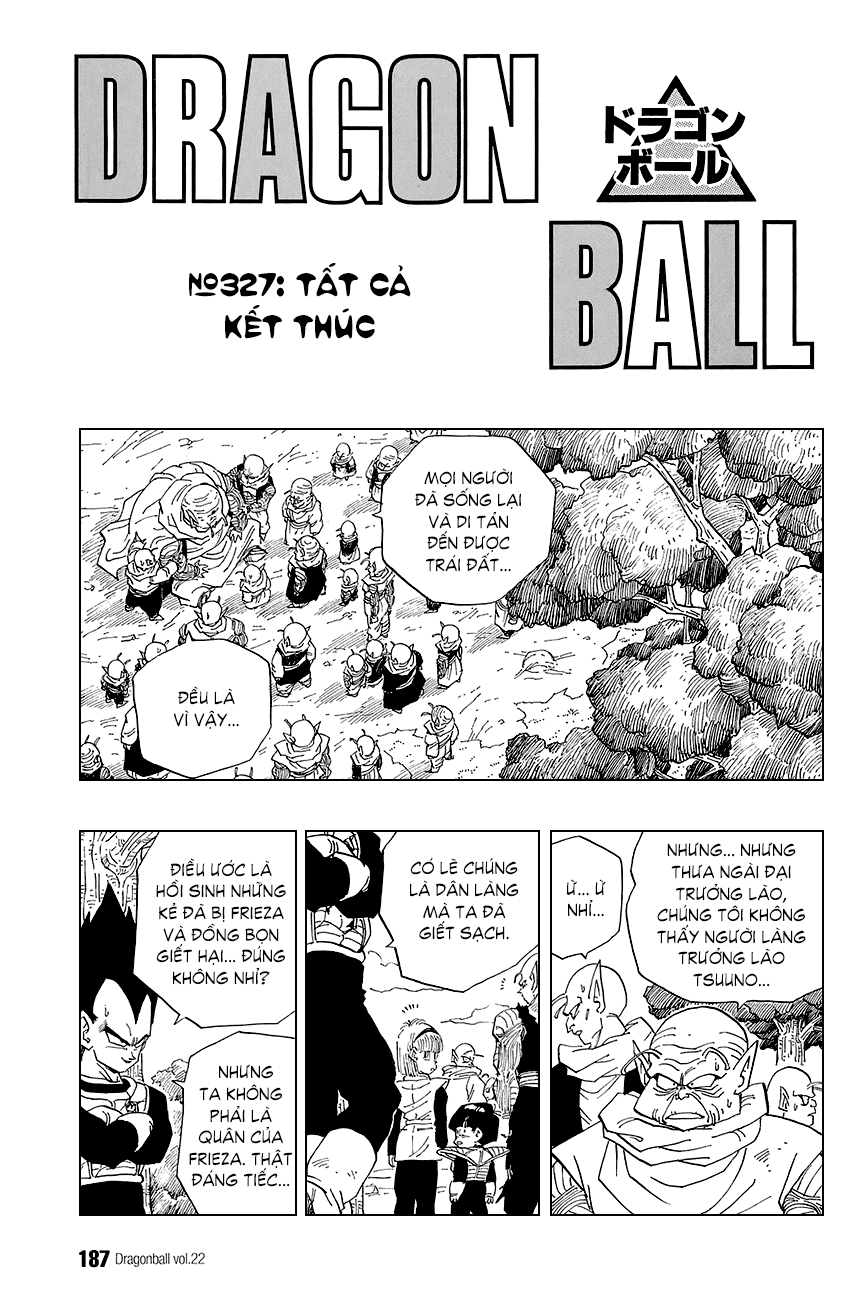 DRAGON
ドラゴン
ボール
BALL
№327: TẤT CẢ
KẾT THÚC
MỌI NGƯỜI
ĐÃ SỐNG LẠI
VÀ DI TẢN
ĐẾN ĐƯỢC
TRÁI ĐẤT...
ĐỀU LÀ
VÌ VẬY...
NHƯNG... NHƯNG
THƯA NGÀI ĐẠI
TRƯỞNG LÃO,
CHÚNG TÔI KHÔNG
THẤY NGƯỜI LÀNG
TRƯỞNG LÃO
TSUUNO...
Ừ... Ừ
NHỈ...
CÓ LẼ CHÚNG
LÀ DÂN LÀNG
MÀ TA ĐÃ
GIẾT SẠCH.
ĐIỀU ƯỚC LÀ
HỒI SINH NHỮNG
KẺ ĐÃ BỊ FRIEZA
VÀ ĐỒNG BỌN
GIẾT HẠI... ĐÚNG
KHÔNG NHỈ?
NHƯNG
TA KHÔNG
PHẢI LÀ
QUÂN CỦA
FRIEZA. THẬT
ĐÁNG TIẾC...
187 Dragonball vol.22